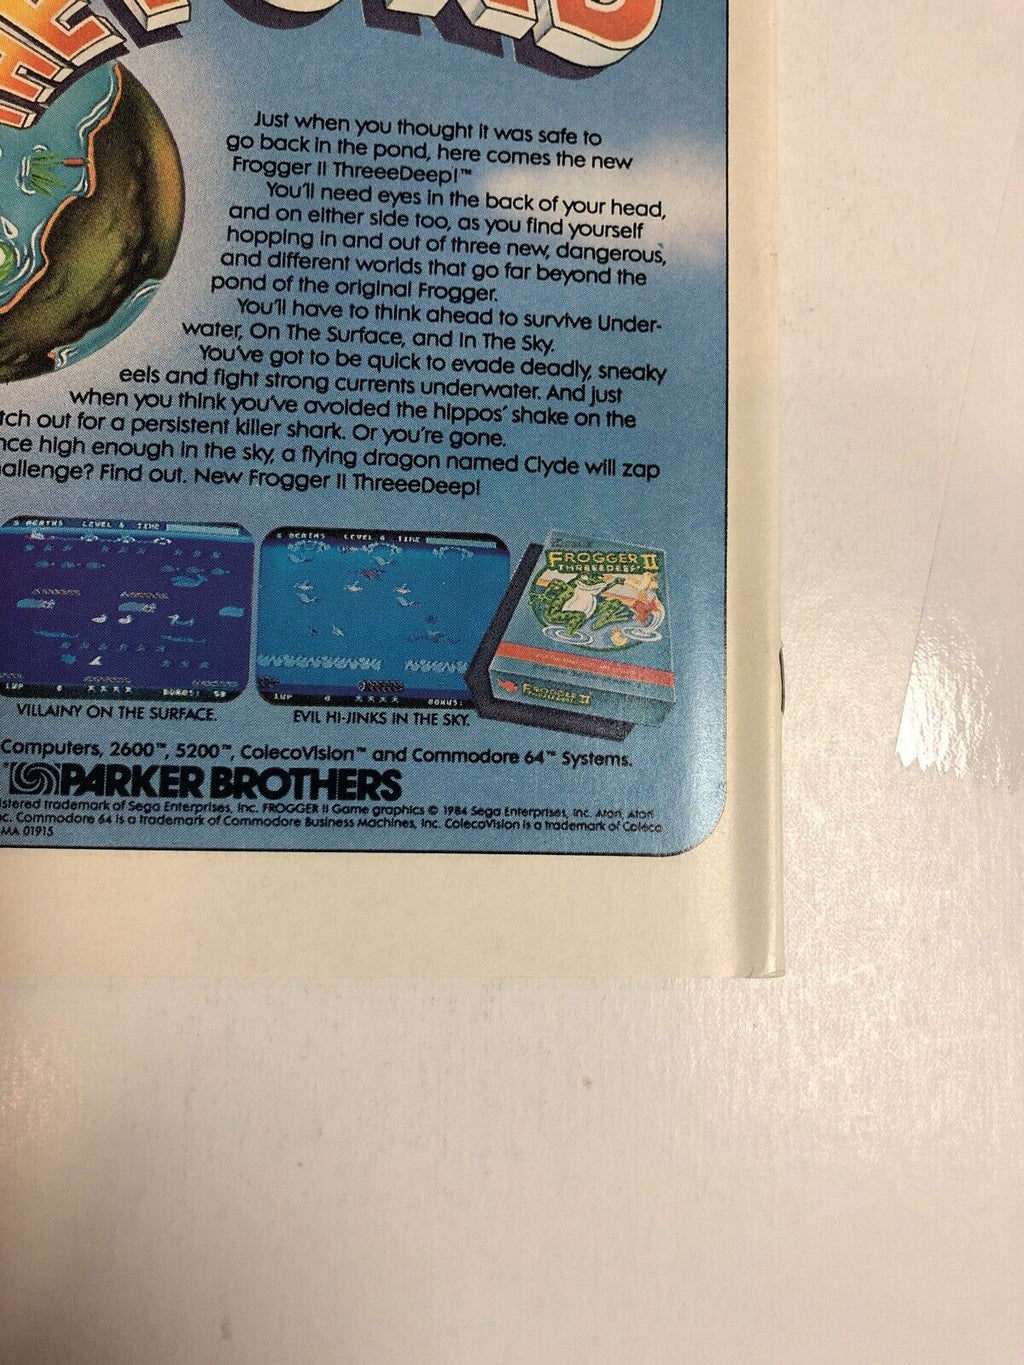 THE POND
Just when you thought it was safe to
go back in the pond, here comes the new
Frogger II ThreeeDeep!™
You'll need eyes in the back of your head,
and on either side too, as you find yourself
hopping in and out of three new, dangerous,
and different worlds that go far beyond the
pond of the original Frogger.
You'll have to think ahead to survive Under-
water, On The Surface, and In The Sky.
You've got to be quick to evade deadly, sneaky
eels and fight strong currents underwater. And just
when you think you've avoided the hippos' shake on the
tch out for a persistent killer shark. Or you're gone.
nce high enough in the sky, a flying dragon named Clyde will zap
allenge? Find out. New Frogger II ThreeeDeep!
LEVEL 6 TIME
LEVEL 6 TIME
FROGGER II
THREEEDEEP!
1UP 0
1UP 0 BONUS:
FROGGER II
VILLAINY ON THE SURFACE.
EVIL HI-JINKS IN THE SKY.
Computers, 2600™, 5200™, ColecoVision™ and Commodore 64™ Systems.
PARKER BROTHERS
istered trademark of Sega Enterprises, Inc. FROGGER II Game graphics © 1984 Sega Enterprises, Inc. Atari, Atari
c. Commodore 64 is a trademark of Commodore Business Machines, Inc. ColecoVision is a trademark of Coleco
MA 01915